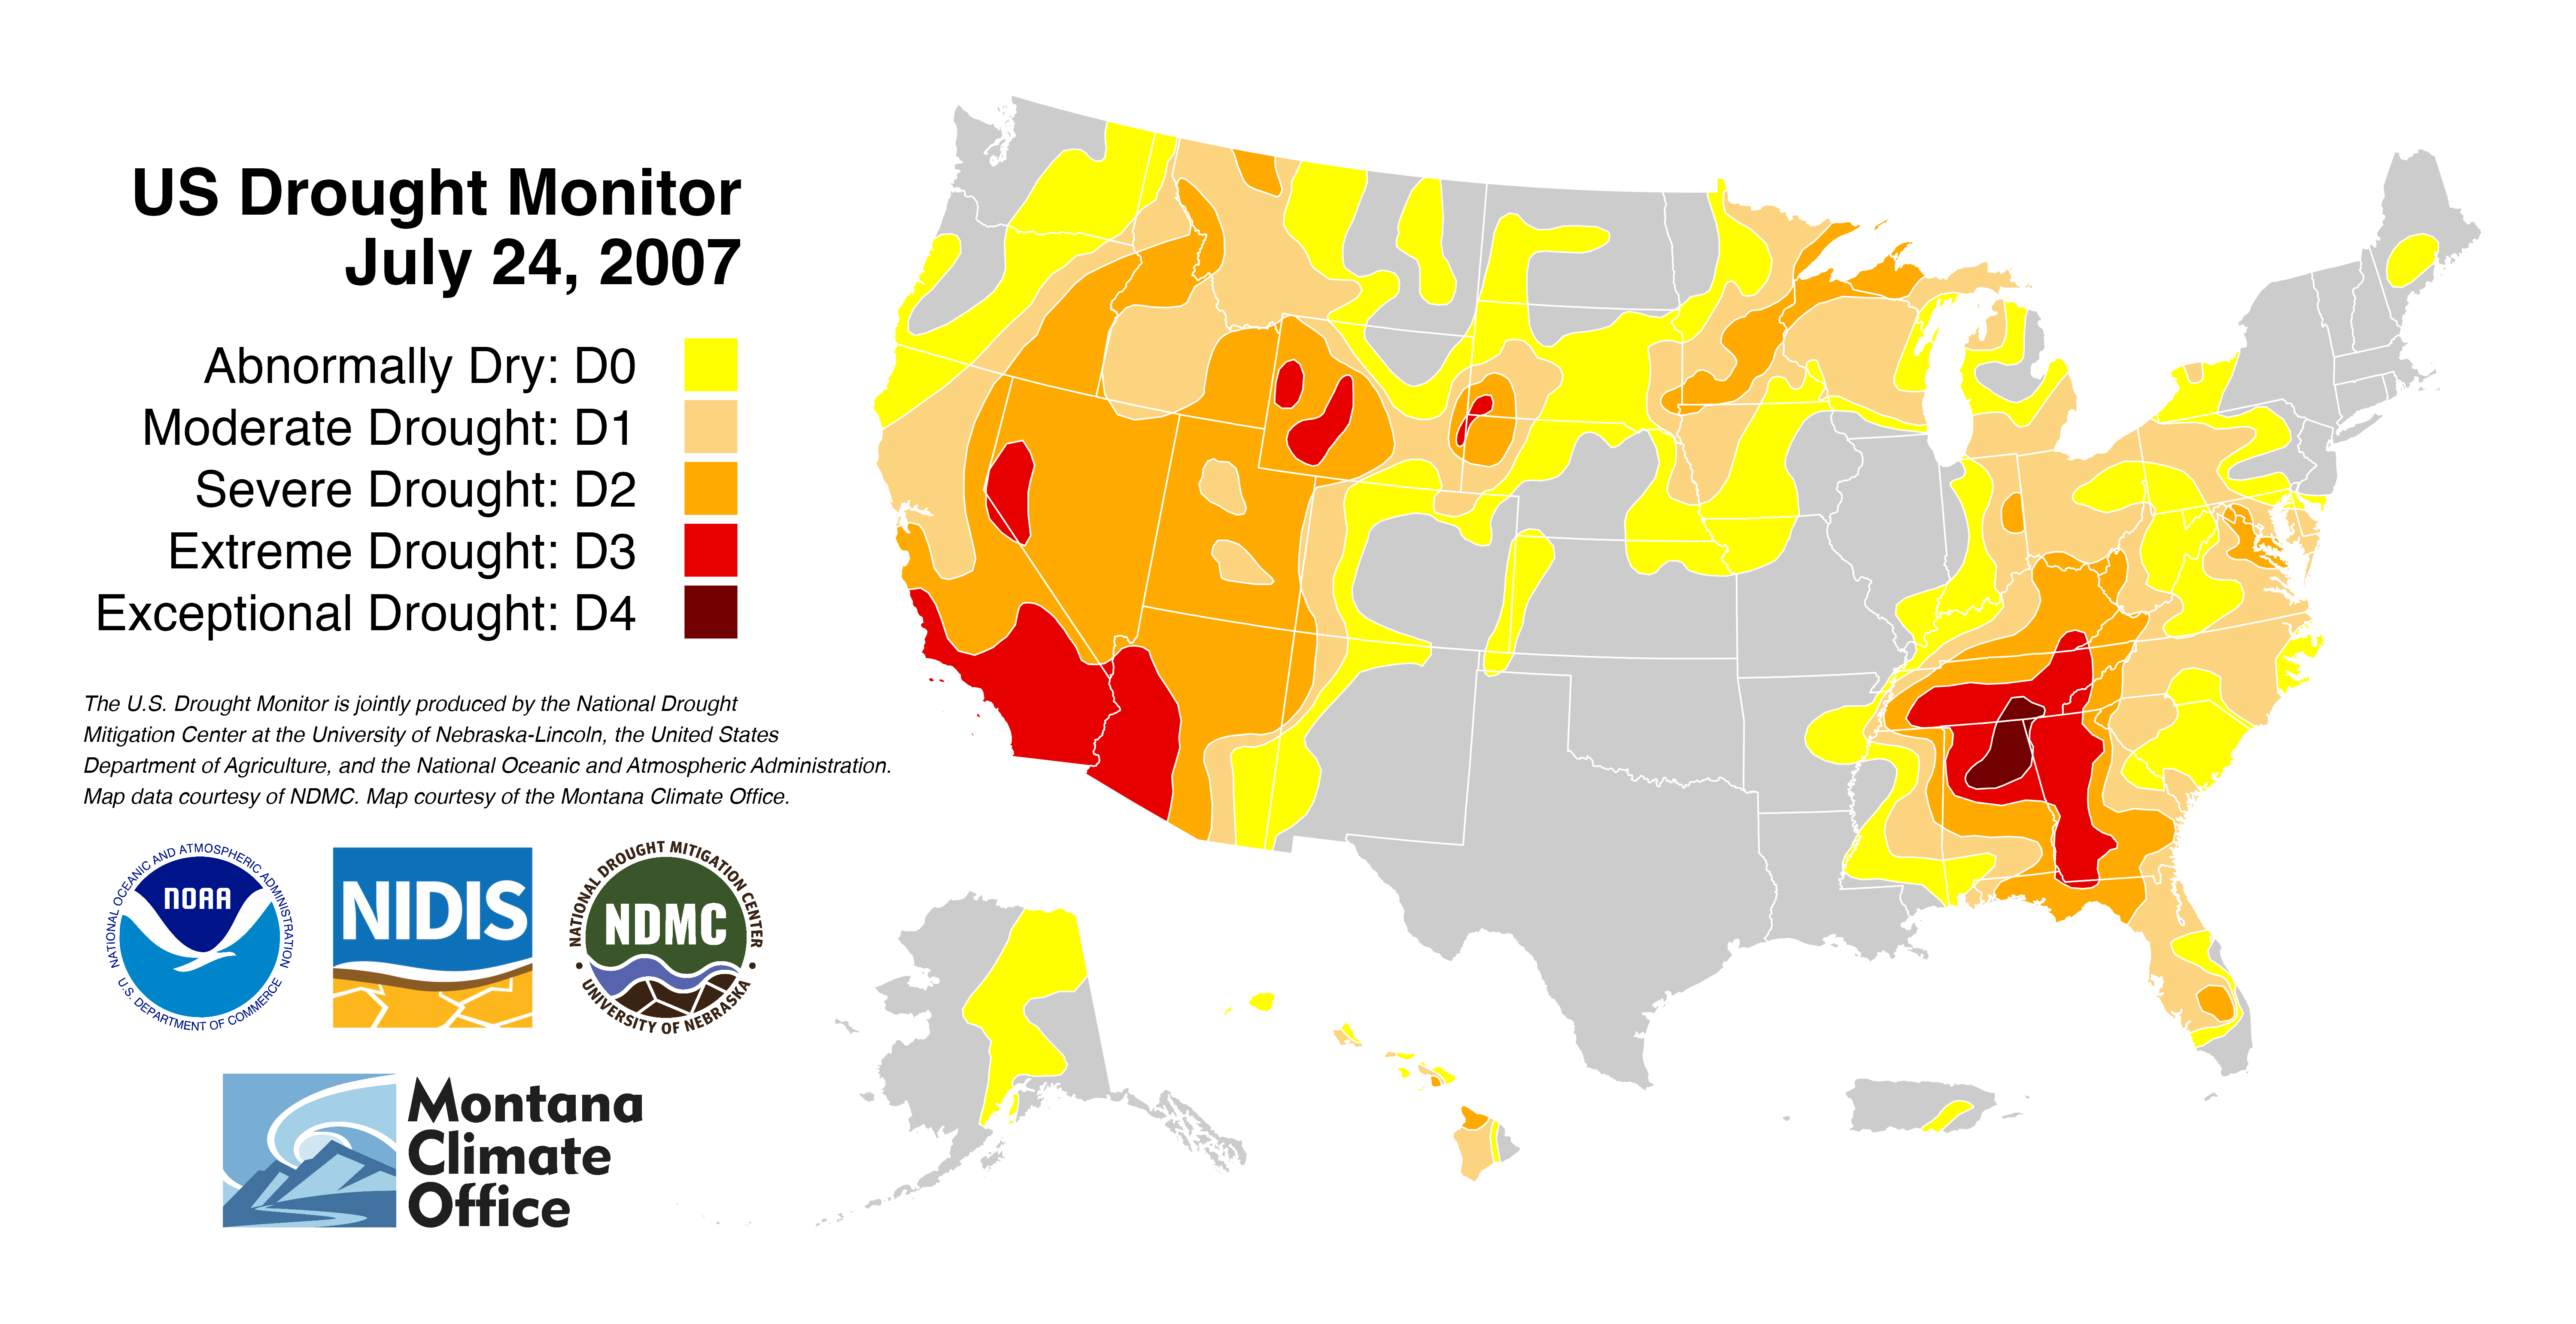 US Drought Monitor
July 24, 2007
Abnormally Dry: D0
Moderate Drought: D1
Severe Drought: D2
Extreme Drought: D3
Exceptional Drought: D4
The U.S. Drought Monitor is jointly produced by the National Drought
Mitigation Center at the University of Nebraska-Lincoln, the United States
Department of Agriculture, and the National Oceanic and Atmospheric Administration.
Map data courtesy of NDMC. Map courtesy of the Montana Climate Office.
NATIONAL OCEANIC AND ATMOSPHERIC ADMINISTRATION
NOAA
U.S. DEPARTMENT OF COMMERCE
NIDIS
NATIONAL DROUGHT MITIGATION CENTER
NDMC
UNIVERSITY OF NEBRASKA
Montana
Climate
Office